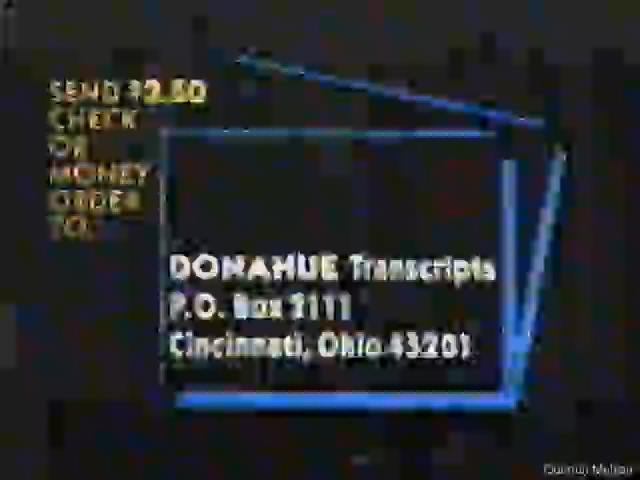 SEND $2.50
CHECK
OR
MONEY
ORDER
TO:
DONAHUE Transcripts
P.O. Box 2111
Cincinnati, Ohio 45201